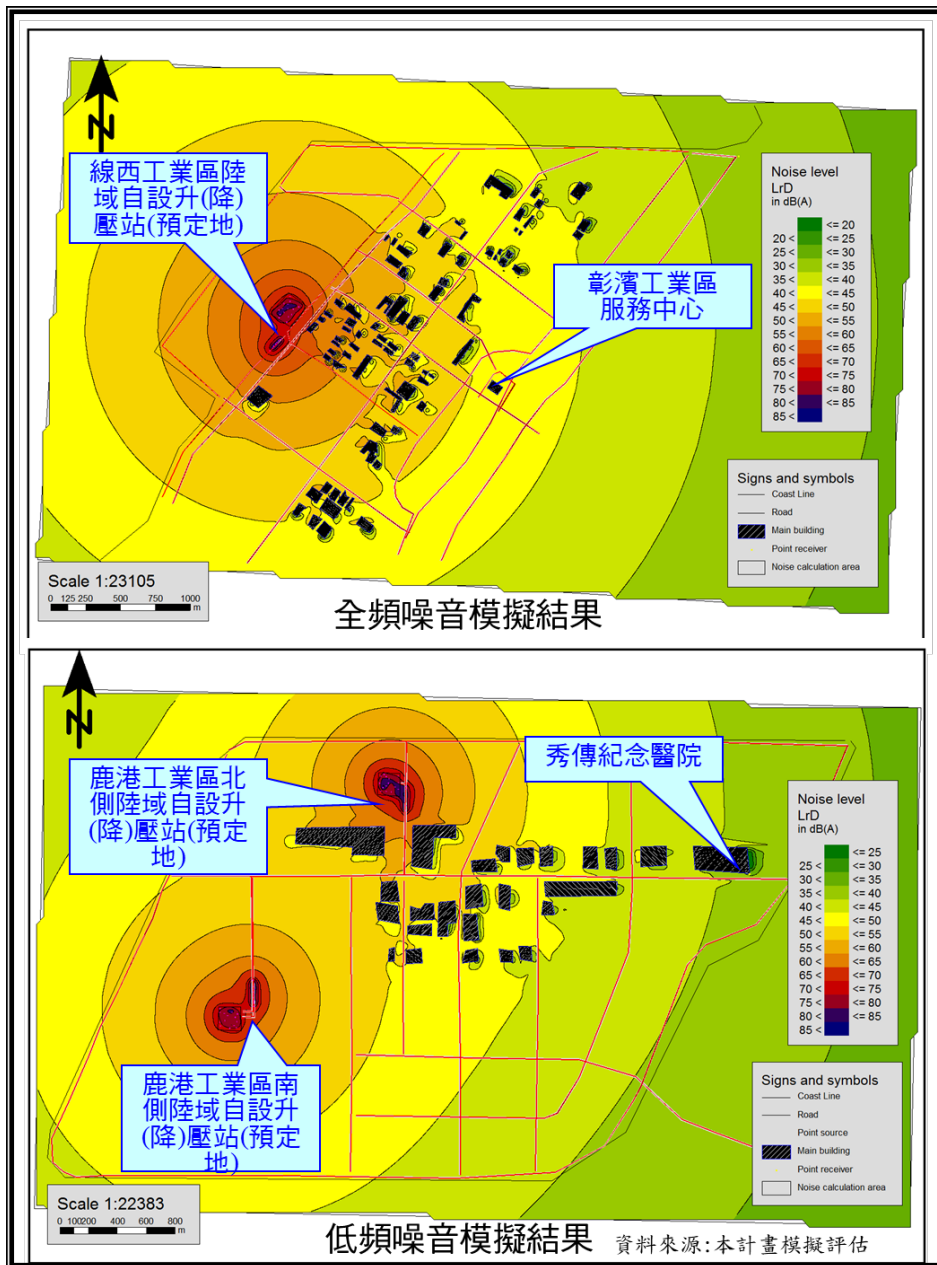 N
線西工業區陸
域自設升(降)
壓站(預定地)
彰濱工業區
服務中心
Noise level
LrD
in dB(A)
<= 20
20 < <= 25
25 < <= 30
30 < <= 35
35 < <= 40
40 < <= 45
45 < <= 50
50 < <= 55
55 < <= 60
60 < <= 65
65 < <= 70
70 < <= 75
75 < <= 80
80 < <= 85
85 <
Signs and symbols
Coast Line
Road
Main building
Point receiver
Noise calculation area
Scale 1:23105
0 125 250 500 750 1000
m
全頻噪音模擬結果
N
鹿港工業區北
側陸域自設升
(降)壓站(預定
地)
秀傳紀念醫院
Noise level
LrD
in dB(A)
<= 25
25 < <= 30
30 < <= 35
35 < <= 40
40 < <= 45
45 < <= 50
50 < <= 55
55 < <= 60
60 < <= 65
65 < <= 70
70 < <= 75
75 < <= 80
80 < <= 85
85 <
鹿港工業區南
側陸域自設升
(降)壓站(預定
地)
Signs and symbols
Coast Line
Road
Point source
Main building
Point receiver
Noise calculation area
Scale 1:22383
0 100200 400 600 800
m
低頻噪音模擬結果
資料來源:本計畫模擬評估